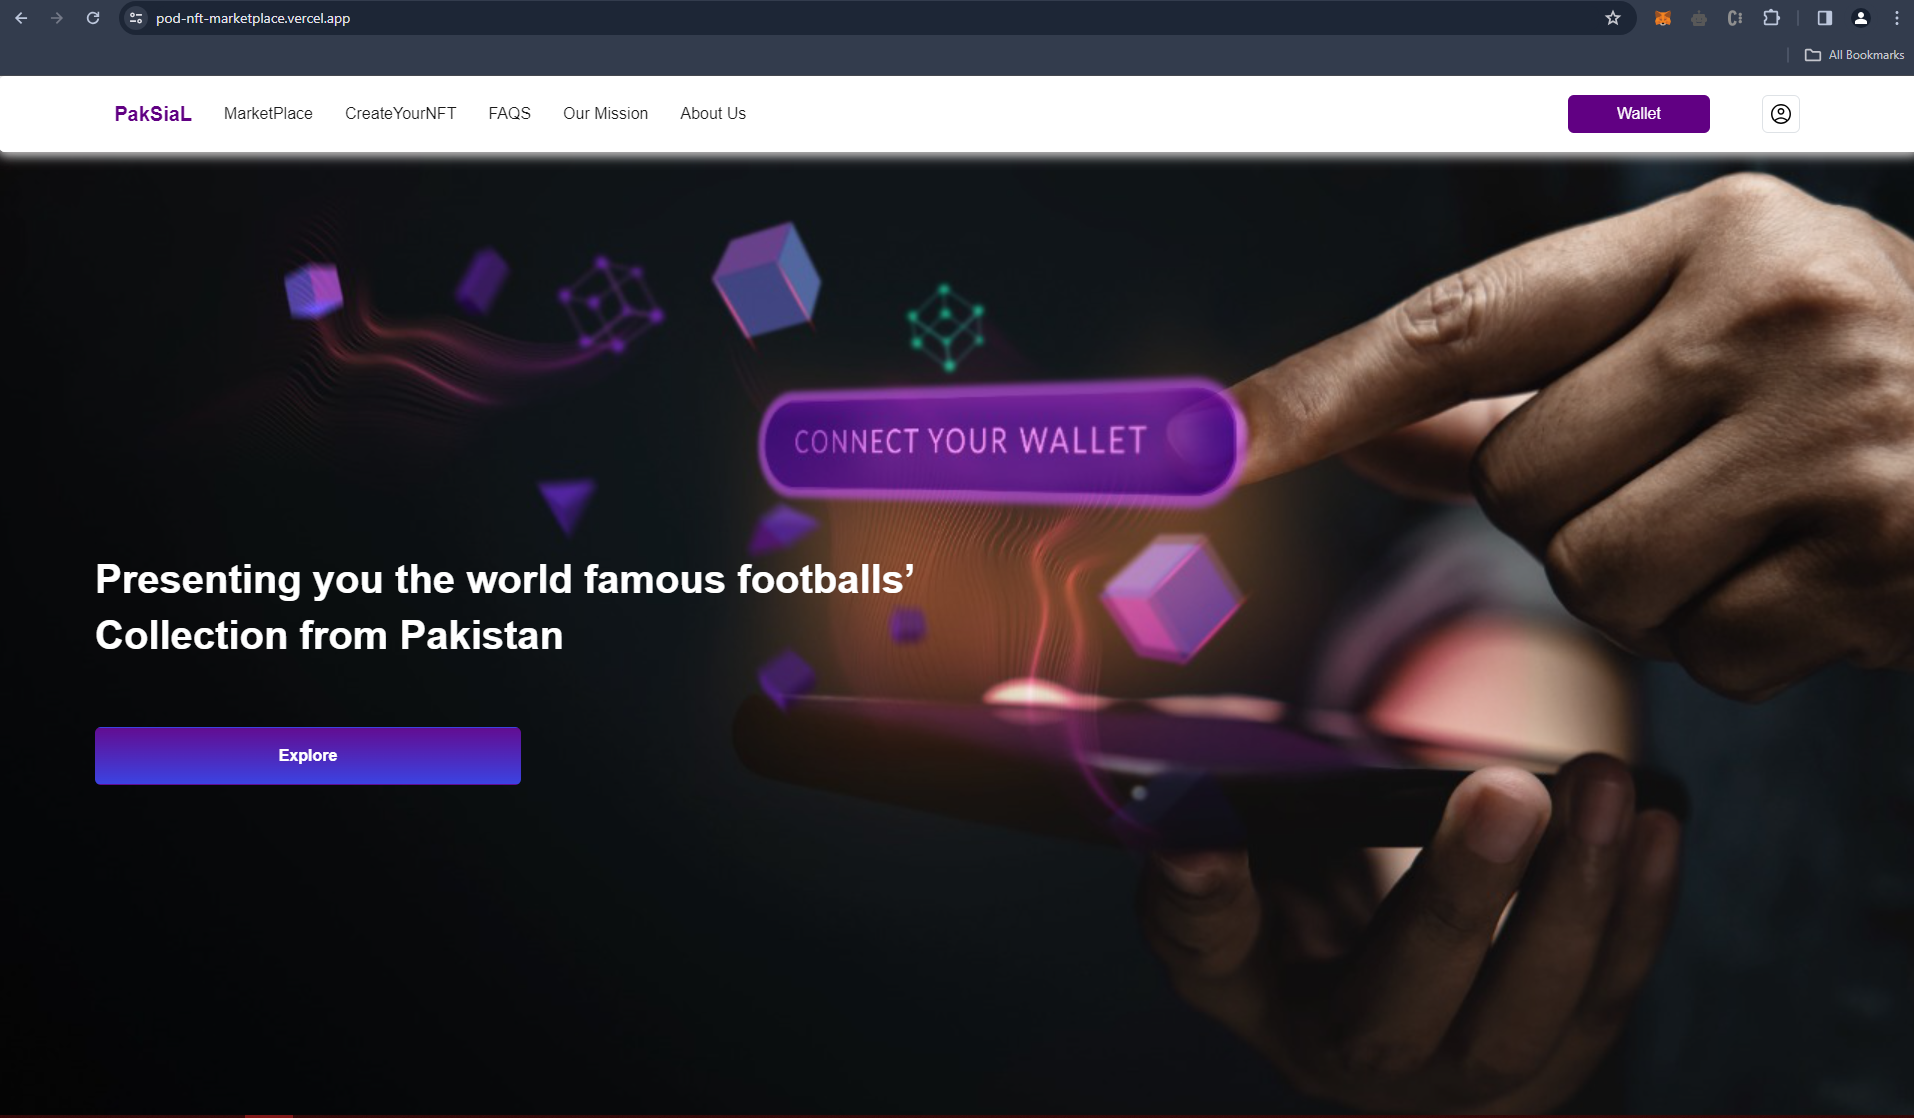 pod-nft-marketplace.vercel.app
All Bookmarks
PakSiaL MarketPlace CreateYourNFT FAQS Our Mission About Us Wallet
CONNECT YOUR WALLET
Presenting you the world famous footballs’
Collection from Pakistan
Explore